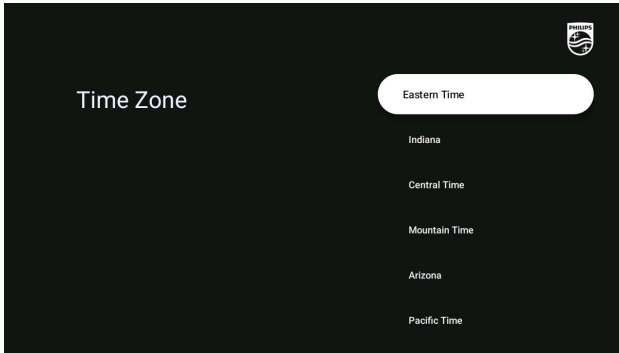 PHILIPS
Time Zone
Eastern Time
Indiana
Central Time
Mountain Time
Arizona
Pacific Time